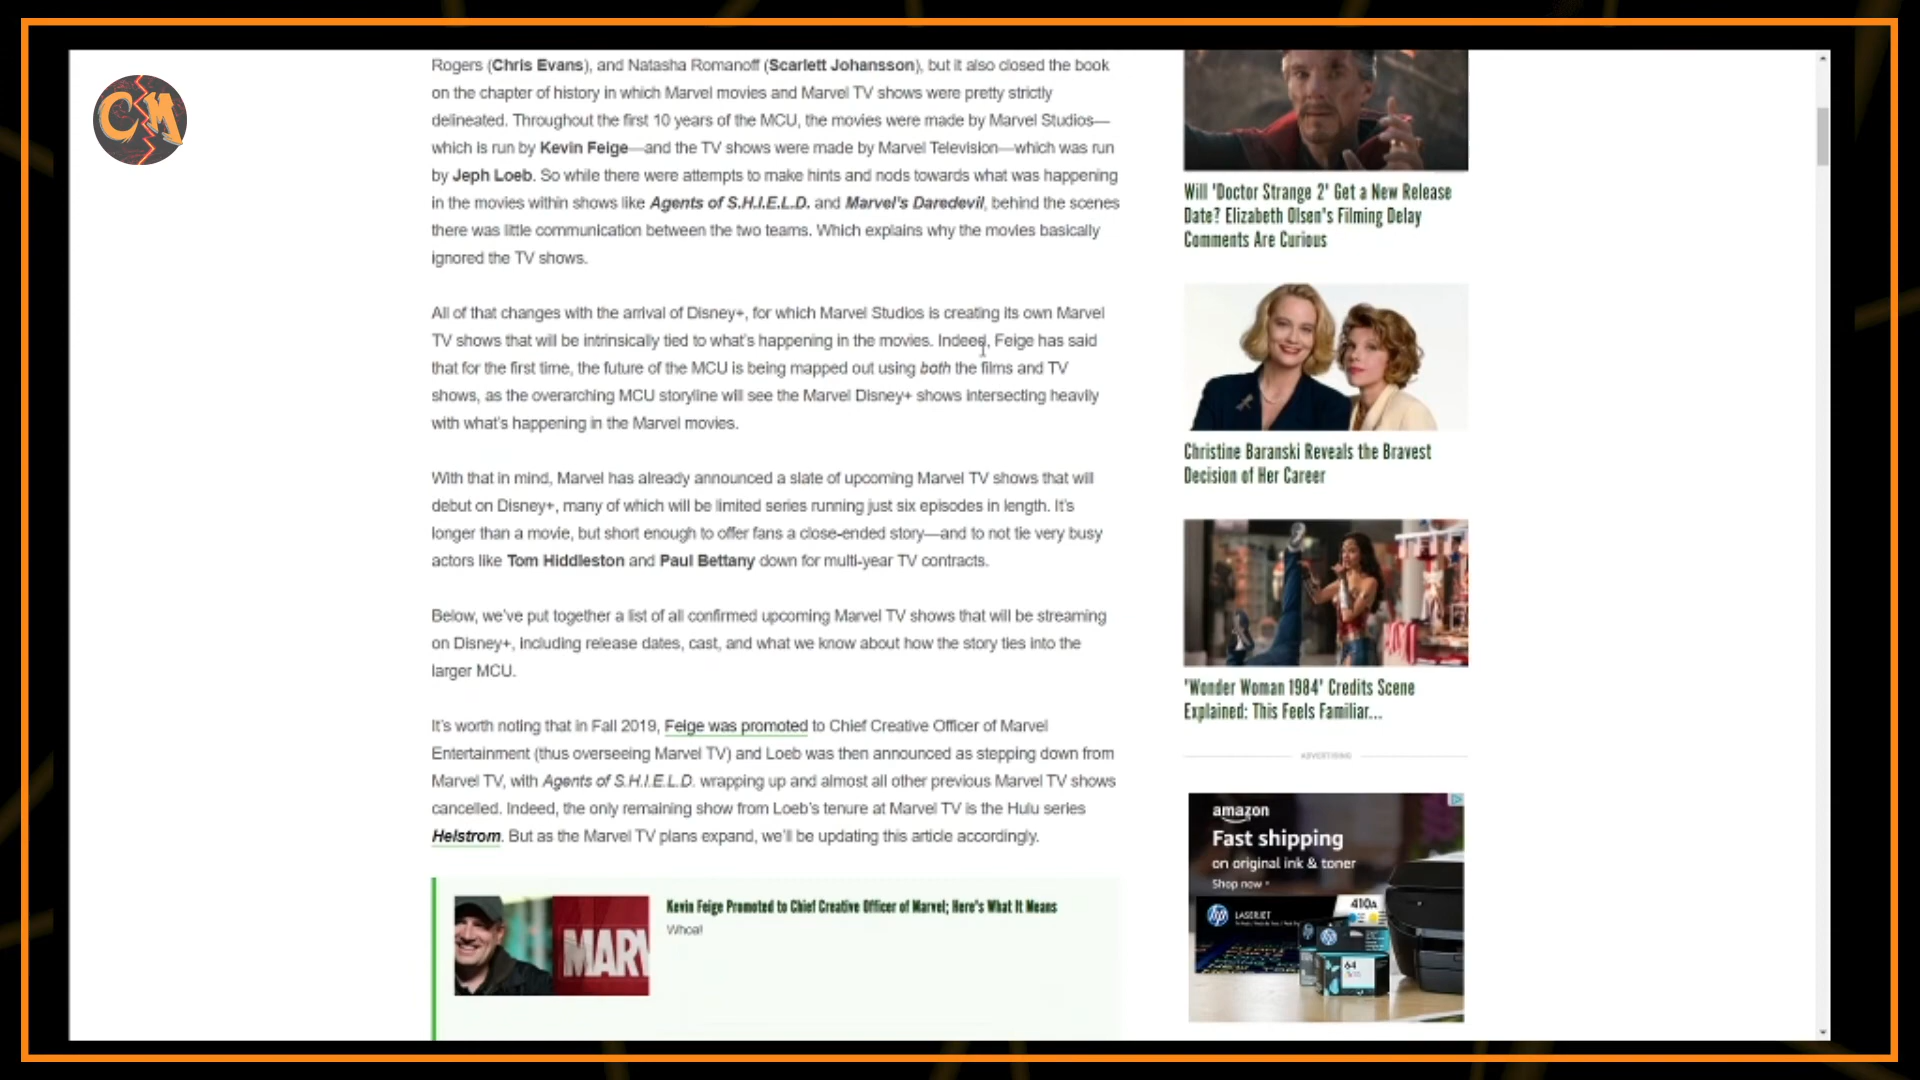 CM
Rogers (Chris Evans), and Natasha Romanoff (Scarlett Johansson), but it also closed the book
on the chapter of history in which Marvel movies and Marvel TV shows were pretty strictly
delineated. Throughout the first 10 years of the MCU, the movies were made by Marvel Studios—
which is run by Kevin Feige—and the TV shows were made by Marvel Television—which was run
by Jeph Loeb. So while there were attempts to make hints and nods towards what was happening
in the movies within shows like Agents of S.H.I.E.L.D. and Marvel's Daredevil, behind the scenes
there was little communication between the two teams. Which explains why the movies basically
ignored the TV shows.
All of that changes with the arrival of Disney+, for which Marvel Studios is creating its own Marvel
TV shows that will be intrinsically tied to what's happening in the movies. Indeed, Feige has said
that for the first time, the future of the MCU is being mapped out using both the films and TV
shows, as the overarching MCU storyline will see the Marvel Disney+ shows intersecting heavily
with what's happening in the Marvel movies.
With that in mind, Marvel has already announced a slate of upcoming Marvel TV shows that will
debut on Disney+, many of which will be limited series running just six episodes in length. It's
longer than a movie, but short enough to offer fans a close-ended story—and to not tie very busy
actors like Tom Hiddleston and Paul Bettany down for multi-year TV contracts.
Below, we've put together a list of all confirmed upcoming Marvel TV shows that will be streaming
on Disney+, including release dates, cast, and what we know about how the story ties into the
larger MCU.
It's worth noting that in Fall 2019, Feige was promoted to Chief Creative Officer of Marvel
Entertainment (thus overseeing Marvel TV) and Loeb was then announced as stepping down from
Marvel TV, with Agents of S.H.I.E.L.D. wrapping up and almost all other previous Marvel TV shows
cancelled. Indeed, the only remaining show from Loeb's tenure at Marvel TV is the Hulu series
Helstrom. But as the Marvel TV plans expand, we'll be updating this article accordingly.
MARV
Kevin Feige Promoted to Chief Creative Officer of Marvel; Here's What It Means
Whoa!
Will 'Doctor Strange 2' Get a New Release
Date? Elizabeth Olsen's Filming Delay
Comments Are Curious
Christine Baranski Reveals the Bravest
Decision of Her Career
'Wonder Woman 1984' Credits Scene
Explained: This Feels Familiar...
ADVERTISING
amazon
Fast shipping
on original ink & toner
Shop now
410A
hp LASERJET
64